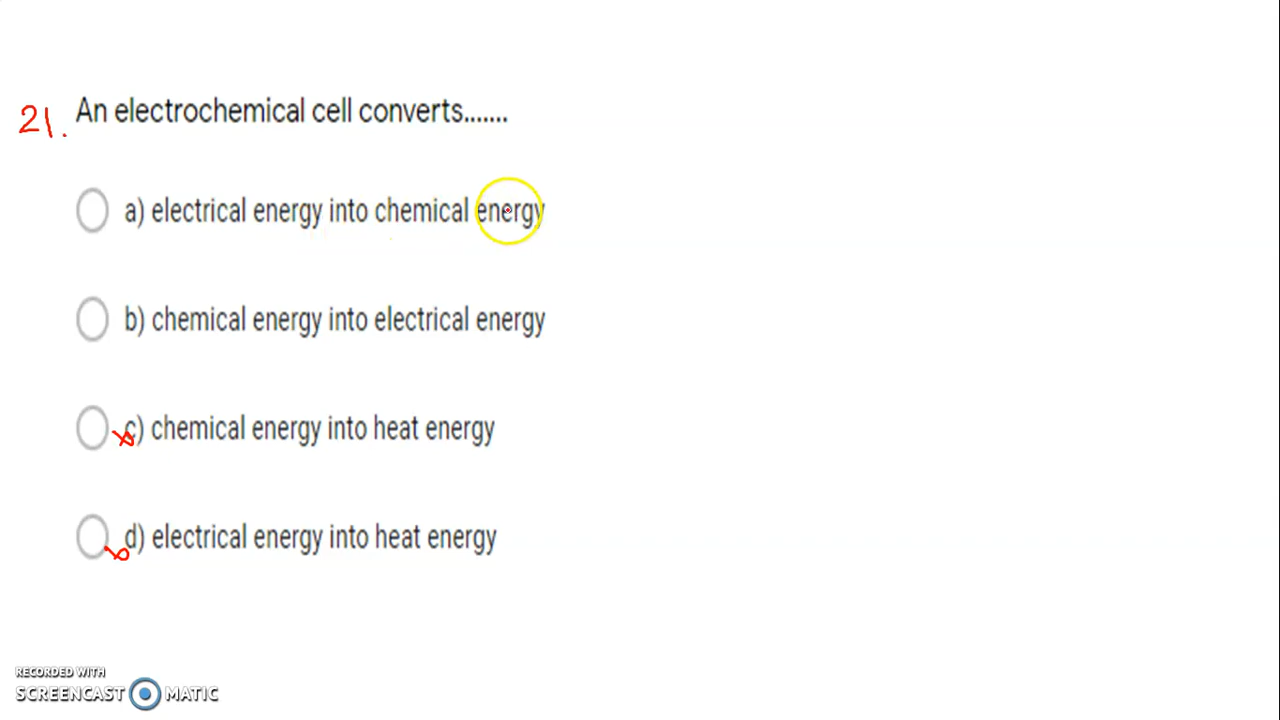 21. An electrochemical cell converts.......
a) electrical energy into chemical energy
b) chemical energy into electrical energy
c) chemical energy into heat energy
d) electrical energy into heat energy
RECORDED WITH
SCREENCAST MATIC